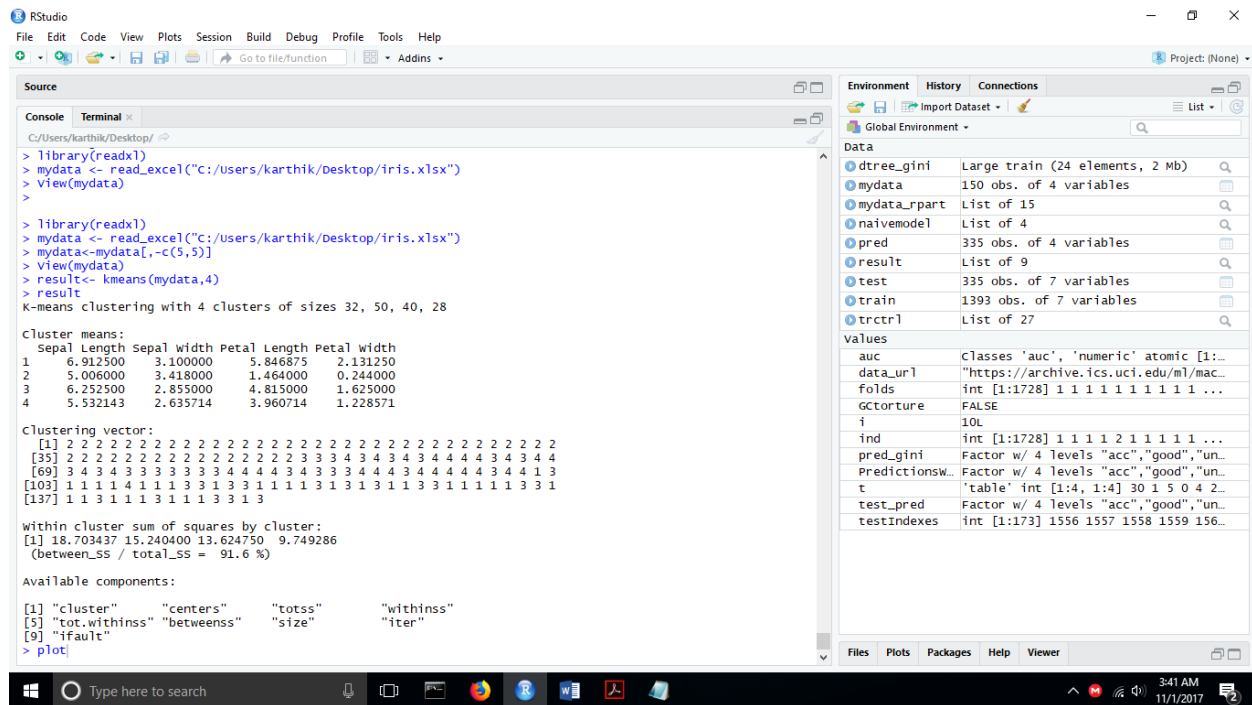 RStudio
File Edit Code View Plots Session Build Debug Profile Tools Help
Go to file/function Addins Project: (None)
Source
Console Terminal
C:/Users/karthik/Desktop/
> library(readxl)
> mydata <- read_excel("C:/Users/karthik/Desktop/iris.xlsx")
> View(mydata)
>
> library(readxl)
> mydata <- read_excel("C:/Users/karthik/Desktop/iris.xlsx")
> mydata<-mydata[,-c(5,5)]
> View(mydata)
> result<- kmeans(mydata,4)
> result
K-means clustering with 4 clusters of sizes 32, 50, 40, 28
Cluster means:
Sepal Length Sepal Width Petal Length Petal Width
1 6.912500 3.100000 5.846875 2.131250
2 5.006000 3.418000 1.464000 0.244000
3 6.252500 2.855000 4.815000 1.625000
4 5.532143 2.635714 3.960714 1.228571
Clustering vector:
[1] 2 2 2 2 2 2 2 2 2 2 2 2 2 2 2 2 2 2 2 2 2 2 2 2 2 2 2 2 2 2 2 2 2 2
[35] 2 2 2 2 2 2 2 2 2 2 2 2 2 2 2 2 3 3 3 4 3 4 3 4 3 4 4 4 4 3 4 3 4 4
[69] 3 4 3 4 3 3 3 3 3 3 3 4 4 4 4 3 4 3 3 3 4 4 4 3 4 4 4 4 4 3 4 4 1 3
[103] 1 1 1 1 4 1 1 1 3 3 1 3 3 1 1 1 1 3 1 3 1 3 1 1 3 3 1 1 1 1 1 3 3 1
[137] 1 1 3 1 1 1 3 1 1 1 3 3 1 3
Within cluster sum of squares by cluster:
[1] 18.703437 15.240400 13.624750 9.749286
(between_SS / total_SS = 91.6 %)
Available components:
[1] "cluster" "centers" "totss" "withinss"
[5] "tot.withinss" "betweenss" "size" "iter"
[9] "ifault"
> plot
Environment History Connections
Import Dataset List
Global Environment
Data
dtree_gini Large train (24 elements, 2 Mb)
mydata 150 obs. of 4 variables
mydata_rpart List of 15
naivemodel List of 4
pred 335 obs. of 4 variables
result List of 9
test 335 obs. of 7 variables
train 1393 obs. of 7 variables
trctrl List of 27
Values
auc Classes 'auc', 'numeric' atomic [1:…
data_url "https://archive.ics.uci.edu/ml/mac…
folds int [1:1728] 1 1 1 1 1 1 1 1 1 1 ...
GCtorture FALSE
i 10L
ind int [1:1728] 1 1 1 1 2 1 1 1 1 1 ...
pred_gini Factor w/ 4 levels "acc","good","un…
PredictionsW… Factor w/ 4 levels "acc","good","un…
t 'table' int [1:4, 1:4] 30 1 5 0 4 2…
test_pred Factor w/ 4 levels "acc","good","un…
testIndexes int [1:173] 1556 1557 1558 1559 156…
Files Plots Packages Help Viewer
Type here to search
3:41 AM
11/1/2017
2